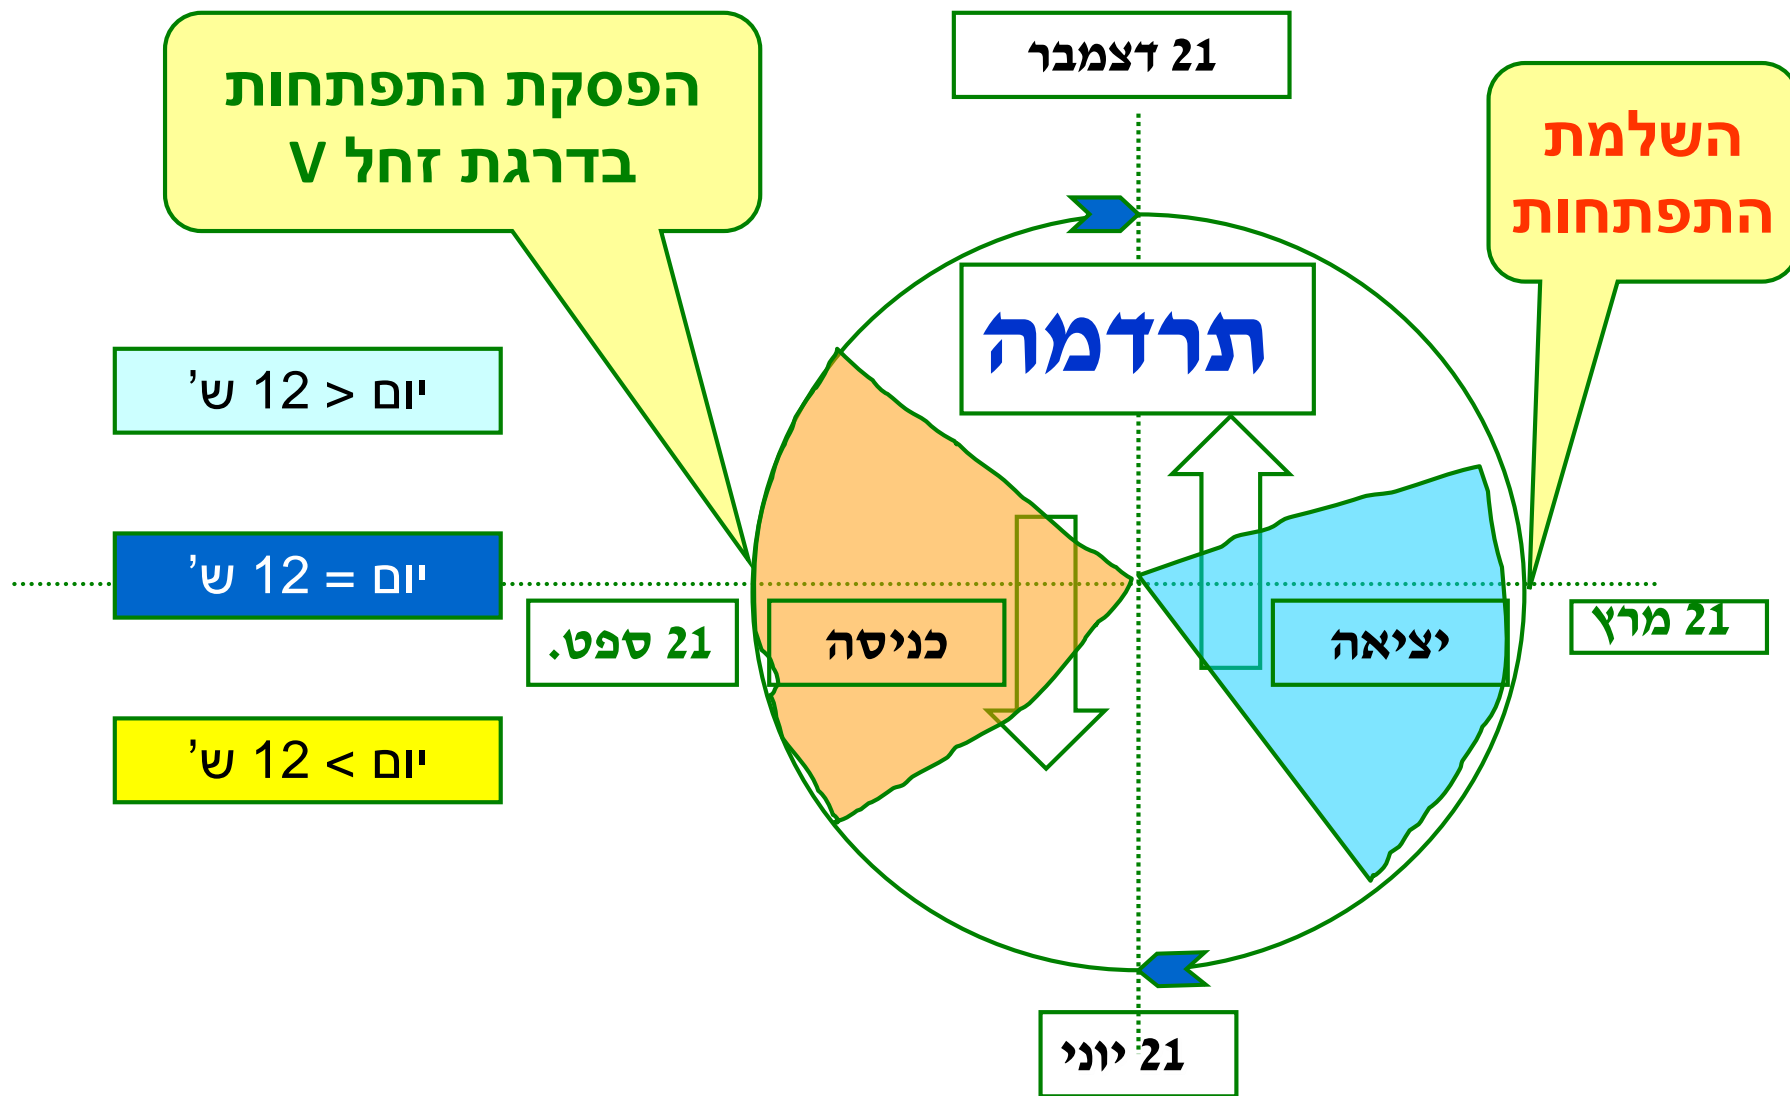 21 דצמבר
הפסקת התפתחות
בדרגת זחל V
השלמת
התפתחות
תרדמה
יום < 12 ש'
יום = 12 ש'
21 ספט.
כניסה
יציאה
21 מרץ
יום > 12 ש'
21 יוני